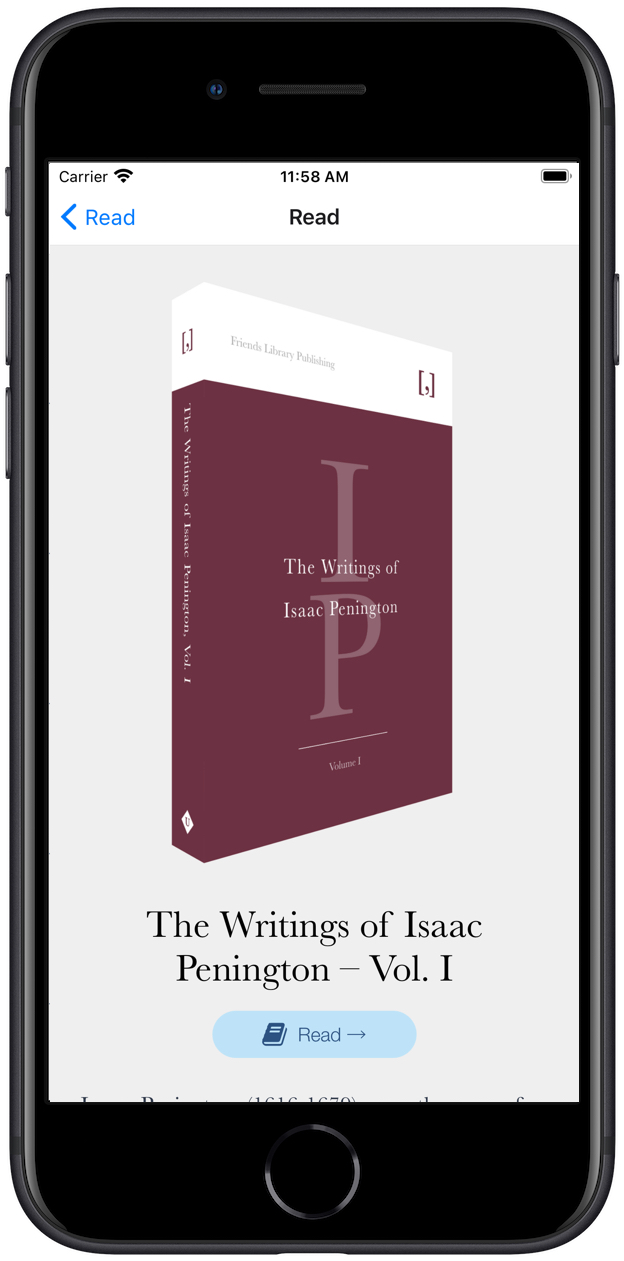 Carrier 11:58 AM
Read Read
Friends Library Publishing
[,] [,]
The Writings of Isaac Penington, Vol. I
I
P
The Writings of
Isaac Penington
Volume I
The Writings of Isaac
Penington – Vol. I
Read →